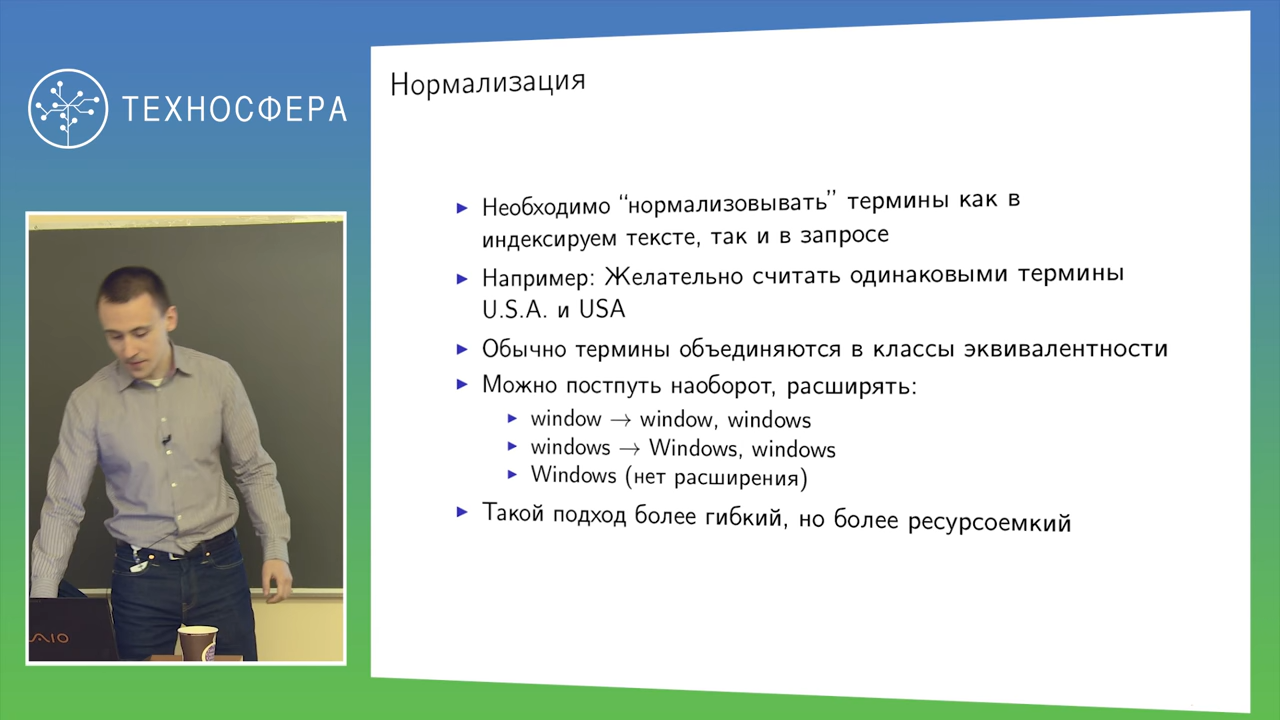 ТЕХНОСФЕРА
Нормализация
▶ Необходимо “нормализовывать” термины как в
индексируем тексте, так и в запросе
▶ Например: Желательно считать одинаковыми термины
U.S.A. и USA
▶ Обычно термины объединяются в классы эквивалентности
▶ Можно постпуть наоборот, расширять:
▶ window → window, windows
▶ windows → Windows, windows
▶ Windows (нет расширения)
▶ Такой подход более гибкий, но более ресурсоемкий
VAIO